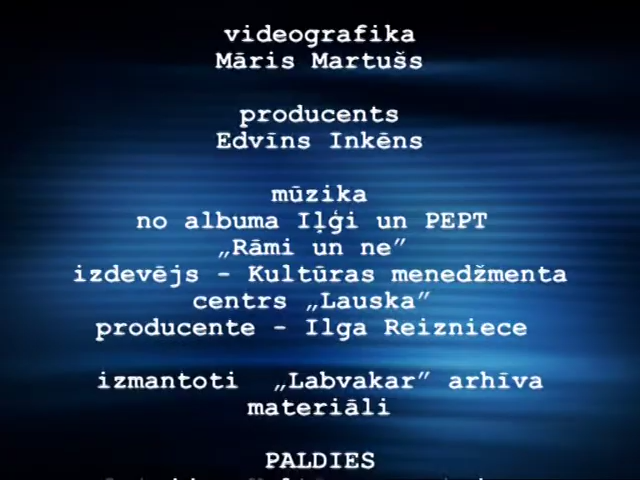 videografika
Māris Martušs
producents
Edvīns Inkēns
mūzika
no albuma Iļģi un PEPT
„Rāmi un ne”
izdevējs - Kultūras menedžmenta
centrs „Lauska”
producente - Ilga Reizniece
izmantoti „Labvakar” arhīva
materiāli
PALDIES